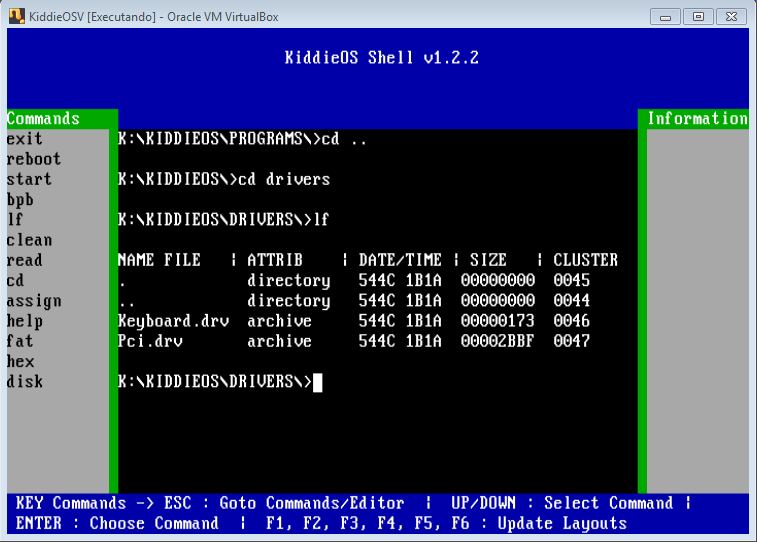 KiddieOSV [Executando] - Oracle VM VirtualBox
KiddieOS Shell v1.2.2
Commands
exit
reboot
start
bpb
lf
clean
read
cd
assign
help
fat
hex
disk
K:\KIDDIEOS\PROGRAMS\>cd ..
K:\KIDDIEOS\>cd drivers
K:\KIDDIEOS\DRIVERS\>lf
NAME FILE ¦ ATTRIB ¦ DATE/TIME ¦ SIZE ¦ CLUSTER
. directory 544C 1B1A 00000000 0045
.. directory 544C 1B1A 00000000 0044
Keyboard.drv archive 544C 1B1A 00000173 0046
Pci.drv archive 544C 1B1A 00002BBF 0047
K:\KIDDIEOS\DRIVERS\>
Information
KEY Commands -> ESC : Goto Commands/Editor ¦ UP/DOWN : Select Command ¦
ENTER : Choose Command ¦ F1, F2, F3, F4, F5, F6 : Update Layouts